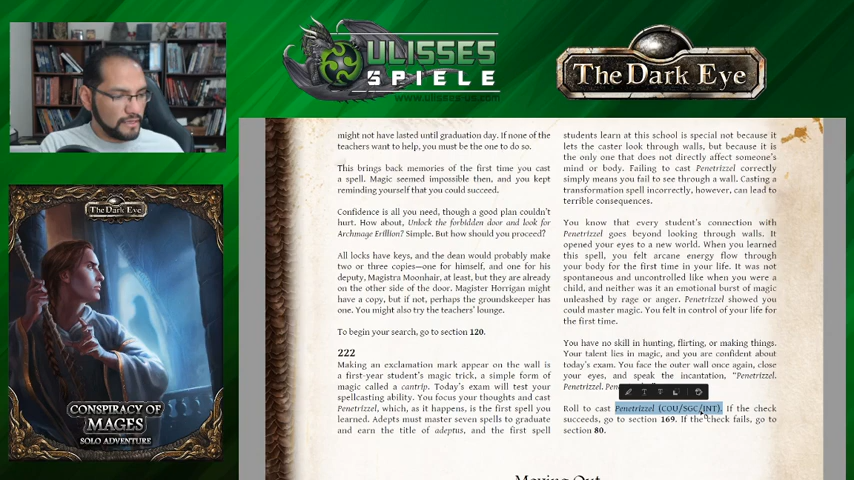 ULISSES
SPIELE
www.ulisses-us.com
The Dark Eye
The Dark Eye
CONSPIRACY OF
MAGES
SOLO ADVENTURE
might not have lasted until graduation day. If none of the
teachers want to help, you must be the one to do so.
This brings back memories of the first time you cast
a spell. Magic seemed impossible then, and you kept
reminding yourself that you could succeed.
Confidence is all you need, though a good plan couldn't
hurt. How about, Unlock the forbidden door and look for
Archmage Erillion? Simple. But how should you proceed?
All locks have keys, and the dean would probably make
two or three copies—one for himself, and one for his
deputy, Magistra Moonhair, at least, but they are already
on the other side of the door. Magister Horrigan might
have a copy, but if not, perhaps the groundskeeper has
one. You might also try the teachers' lounge.
To begin your search, go to section 120.
222
Making an exclamation mark appear on the wall is
a first-year student's magic trick, a simple form of
magic called a cantrip. Today's exam will test your
spellcasting ability. You focus your thoughts and cast
Penetrizzel, which, as it happens, is the first spell you
learned. Adepts must master seven spells to graduate
and earn the title of adeptus, and the first spell
students learn at this school is special not because it
lets the caster look through walls, but because it is
the only one that does not directly affect someone's
mind or body. Failing to cast Penetrizzel correctly
simply means you fail to see through a wall. Casting a
transformation spell incorrectly, however, can lead to
terrible consequences.
You know that every student's connection with
Penetrizzel goes beyond looking through walls. It
opened your eyes to a new world. When you learned
this spell, you felt arcane energy flow through
your body for the first time in your life. It was not
spontaneous and uncontrolled like when you were a
child, and neither was it an emotional burst of magic
unleashed by rage or anger. Penetrizzel showed you
could master magic. You felt in control of your life for
the first time.
You have no skill in hunting, flirting, or making things.
Your talent lies in magic, and you are confident about
today's exam. You face the outer wall once again, close
your eyes, and speak the incantation, "Penetrizzel.
Penetrizzel.
Roll to cast Penetrizzel (COU/SGC/INT). If the check
succeeds, go to section 169. If the check fails, go to
section 80.
Moving Out